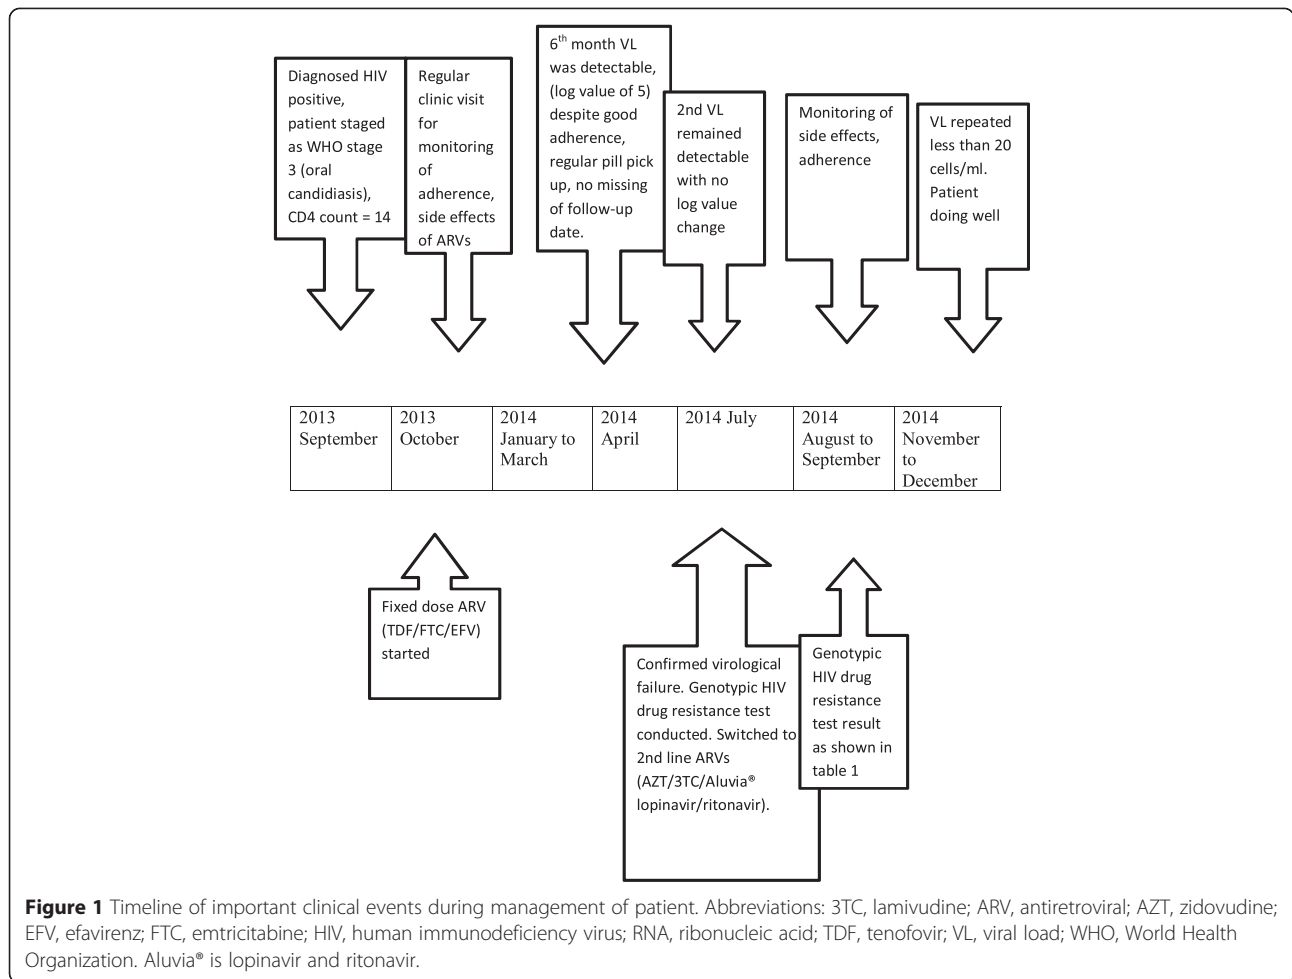 Diagnosed HIV
positive,
patient staged
as WHO stage
3 (oral
candidiasis),
CD4 count = 14
Regular
clinic visit
for
monitoring
of
adherence,
side effects
of ARVs
6th month VL
was detectable,
(log value of 5)
despite good
adherence,
regular pill pick
up, no missing
of follow-up
date.
2nd VL
remained
detectable
with no
log value
change
Monitoring of
side effects,
adherence
VL repeated
less than 20
cells/ml.
Patient
doing well
2013
September
2013
October
2014
January to
March
2014
April
2014 July
2014
August to
September
2014
November
to
December
Fixed dose ARV
(TDF/FTC/EFV)
started
Confirmed virological
failure. Genotypic HIV
drug resistance test
conducted. Switched to
2nd line ARVs
(AZT/3TC/Aluvia®
lopinavir/ritonavir).
Genotypic
HIV drug
resistance
test result
as shown in
table 1
Figure 1 Timeline of important clinical events during management of patient. Abbreviations: 3TC, lamivudine; ARV, antiretroviral; AZT, zidovudine;
EFV, efavirenz; FTC, emtricitabine; HIV, human immunodeficiency virus; RNA, ribonucleic acid; TDF, tenofovir; VL, viral load; WHO, World Health
Organization. Aluvia® is lopinavir and ritonavir.